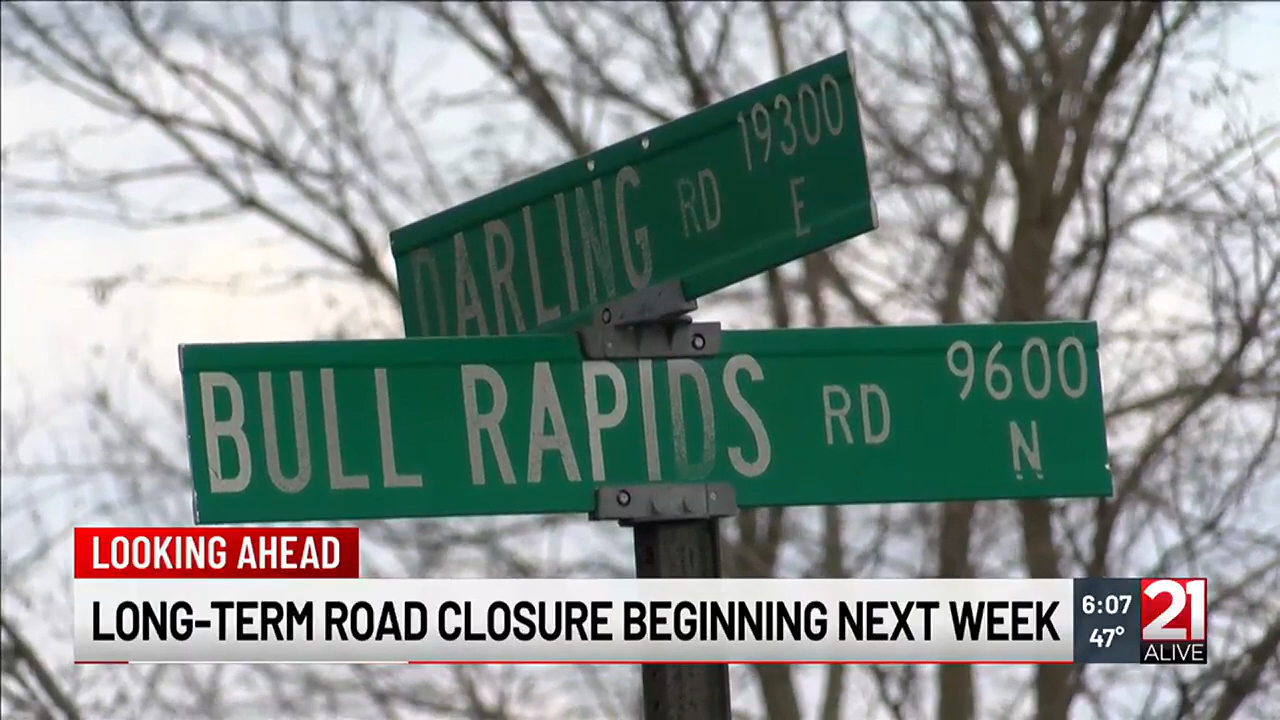 19300
DARLING RD E
9600
BULL RAPIDS RD N
LOOKING AHEAD
LONG-TERM ROAD CLOSURE BEGINNING NEXT WEEK
6:07
47°
21
ALIVE